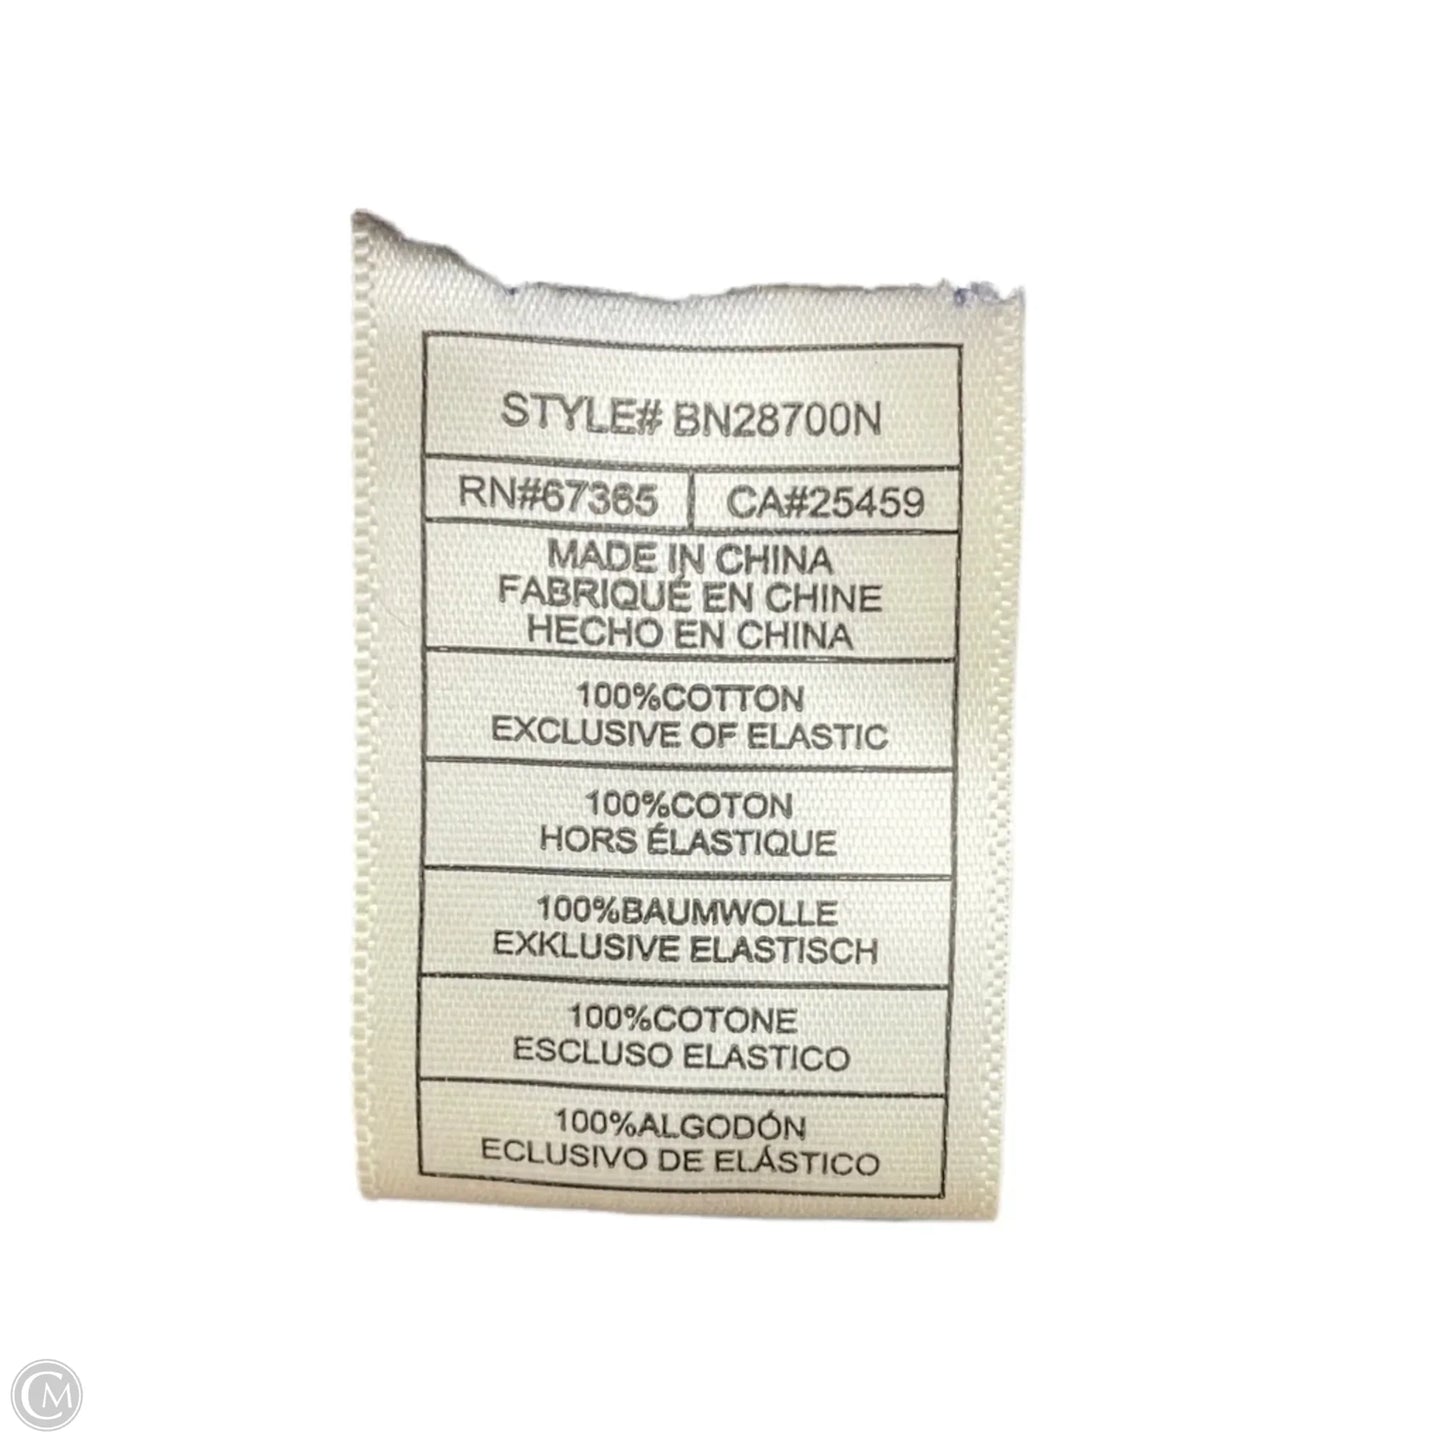 STYLE# BN28700N
RN#67365 CA#25459
MADE IN CHINA
FABRIQUÉ EN CHINE
HECHO EN CHINA
100%COTTON
EXCLUSIVE OF ELASTIC
100%COTON
HORS ÉLASTIQUE
100%BAUMWOLLE
EXKLUSIVE ELASTISCH
100%COTONE
ESCLUSO ELASTICO
100%ALGODÓN
ECLUSIVO DE ELÁSTICO
CM